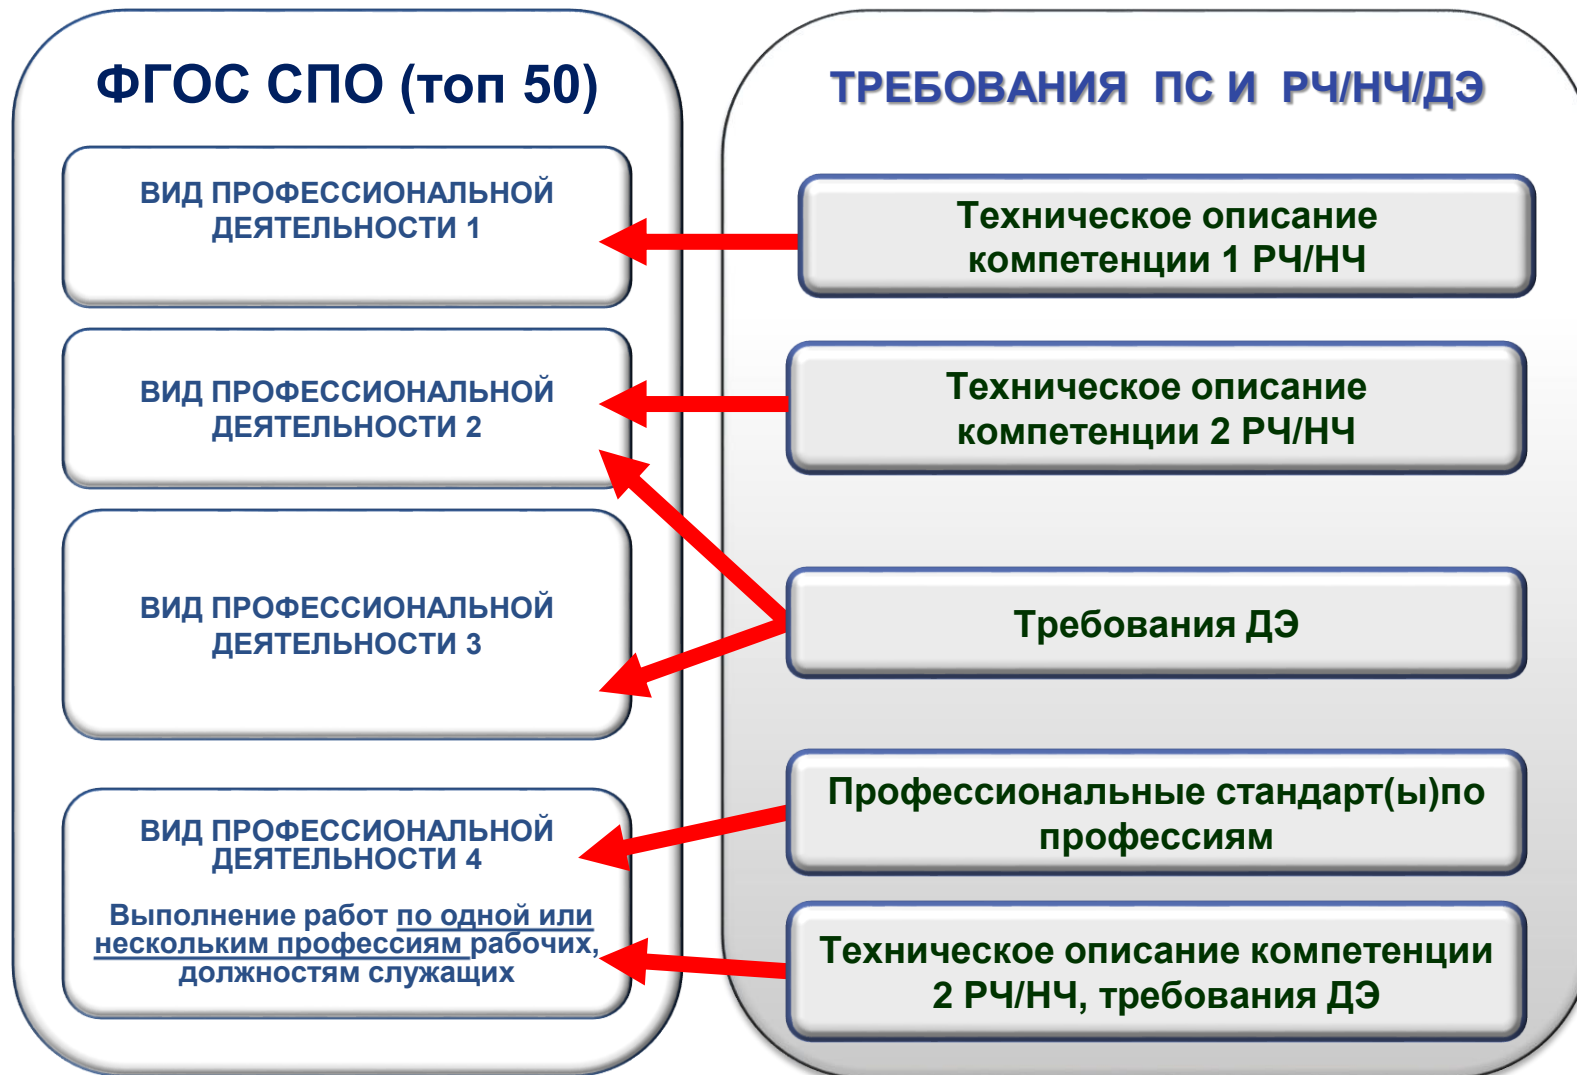 ФГОС СПО (топ 50)
ВИД ПРОФЕССИОНАЛЬНОЙ
ДЕЯТЕЛЬНОСТИ 1
ВИД ПРОФЕССИОНАЛЬНОЙ
ДЕЯТЕЛЬНОСТИ 2
ВИД ПРОФЕССИОНАЛЬНОЙ
ДЕЯТЕЛЬНОСТИ 3
ВИД ПРОФЕССИОНАЛЬНОЙ
ДЕЯТЕЛЬНОСТИ 4
Выполнение работ по одной или
нескольким профессиям рабочих,
должностям служащих
ТРЕБОВАНИЯ ПС И РЧ/НЧ/ДЭ
Техническое описание
компетенции 1 РЧ/НЧ
Техническое описание
компетенции 2 РЧ/НЧ
Требования ДЭ
Профессиональные стандарт(ы)по
профессиям
Техническое описание компетенции
2 РЧ/НЧ, требования ДЭ